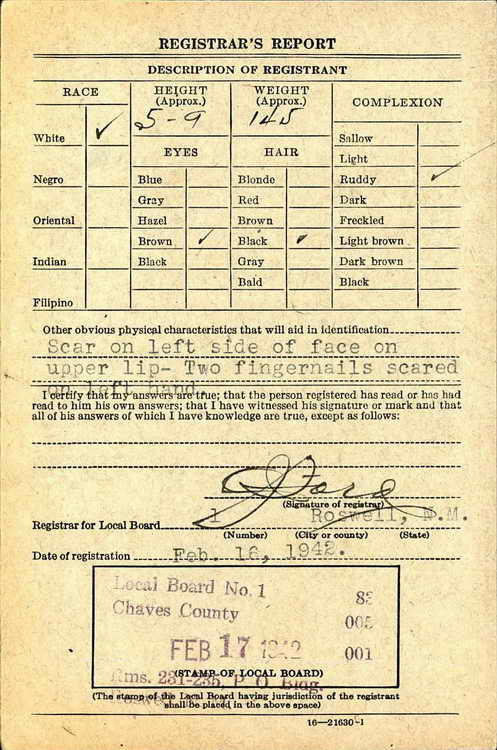 REGISTRAR'S REPORT
DESCRIPTION OF REGISTRANT
RACE
HEIGHT (Approx.)
WEIGHT (Approx.)
COMPLEXION
5-9
145
White ✓
EYES
HAIR
Sallow
Light
Negro
Blue
Blonde
Ruddy ✓
Gray
Red
Dark
Oriental
Hazel
Brown
Freckled
Brown ✓
Black ✓
Light brown
Indian
Black
Gray
Dark brown
Bald
Black
Filipino
Other obvious physical characteristics that will aid in identification
Scar on left side of face on
upper lip- Two fingernails scared
on left hand.
I certify that my answers are true; that the person registered has read or has had
read to him his own answers; that I have witnessed his signature or mark and that
all of his answers of which I have knowledge are true, except as follows:
Ford
(Signature of registrar)
Registrar for Local Board 1 Roswell, N.M.
(Number) (City or county) (State)
Date of registration Feb. 16, 1942.
Local Board No. 1
Chaves County
005
FEB 17 1942
001
(STAMP OF LOCAL BOARD)
Rms. 231-235, P O Bldg.
(The stamp of the Local Board having jurisdiction of the registrant
shall be placed in the above space)
16—21630-1